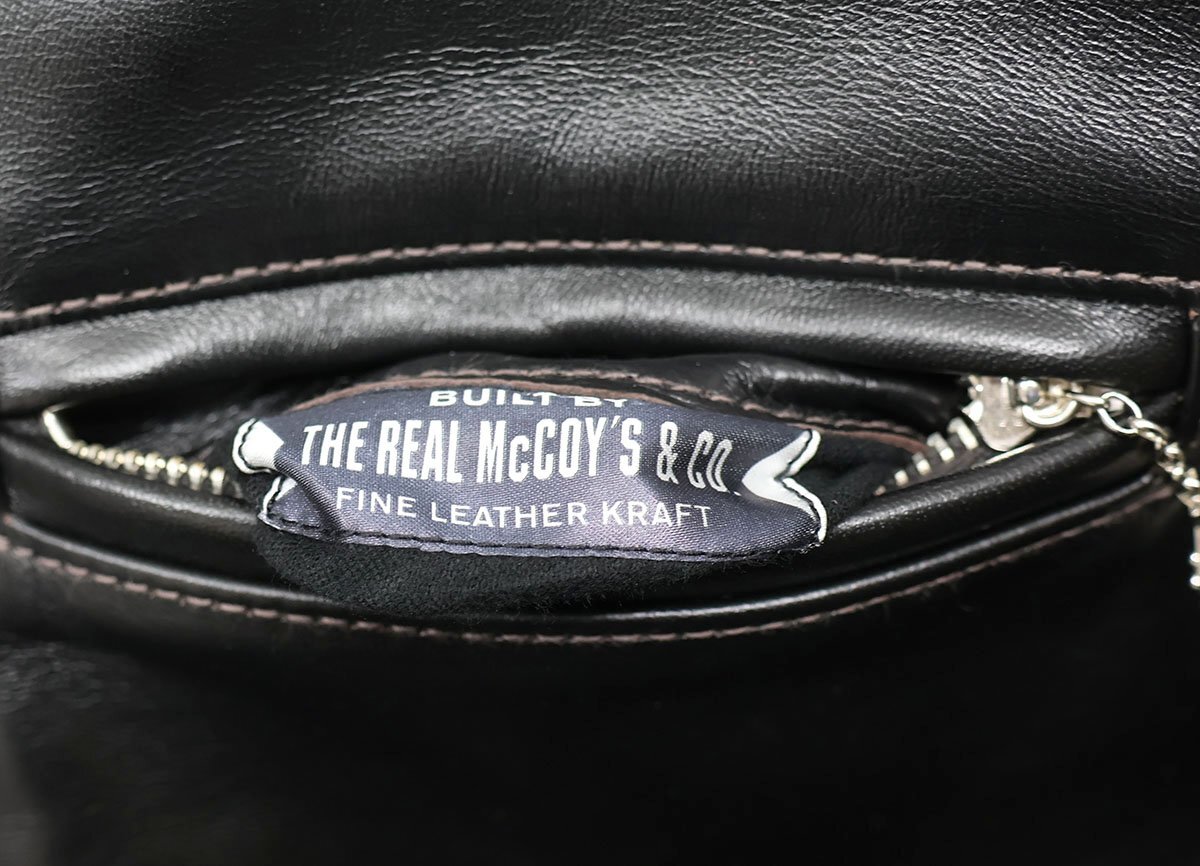 BUILT BY
THE REAL McCOY'S & CO.
FINE LEATHER KRAFT